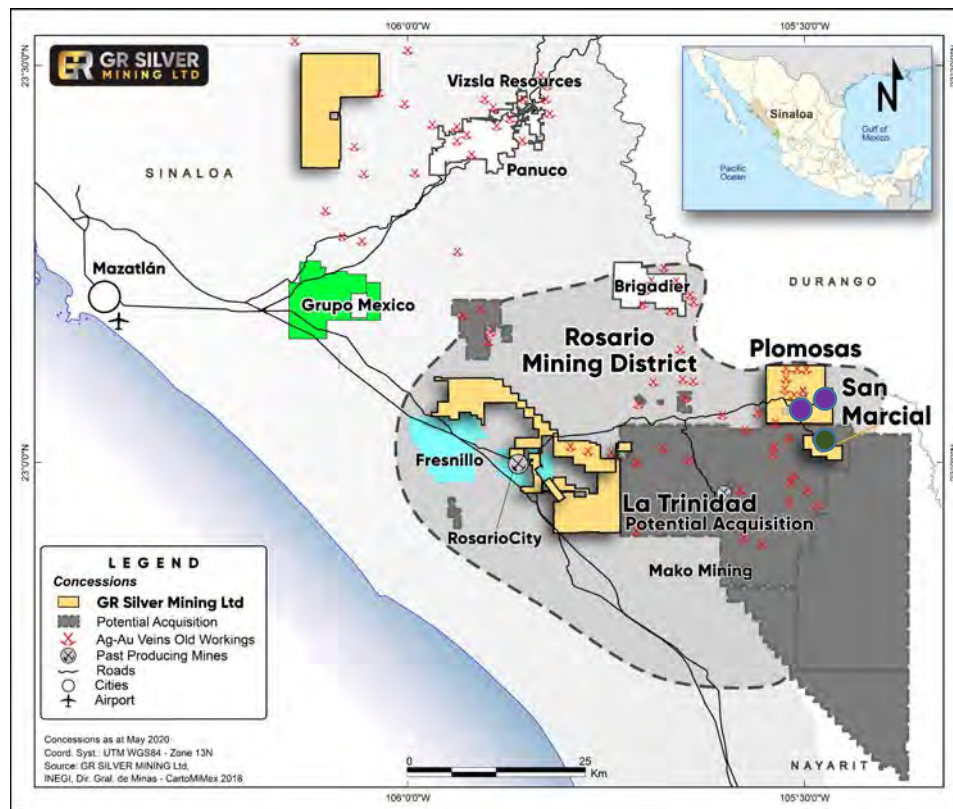 106°0'0"W
105°30'0"W
GR SILVER
MINING LTD
23°30'0"N
Vizsla Resources
N
Sinaloa
Gulf of
Mexico
Pacific
Ocean
SINALOA
Panuco
Mazatlán
Grupo Mexico
Brigadier
DURANGO
Rosario
Mining District
Plomosas
San
Marcial
23°0'0"N
Fresnillo
La Trinidad
Potential Acquisition
RosarioCity
Mako Mining
LEGEND
Concessions
GR Silver Mining Ltd
Potential Acquisition
Ag-Au Veins Old Workings
Past Producing Mines
Roads
Cities
Airport
Concessions as at May 2020
Coord. Syst.: UTM WGS84 - Zone 13N
Source: GR SILVER MINING Ltd,
INEGI, Dir. Gral. de Minas - CartoMiMex 2018
0
25
Km
NAYARIT
106°0'0"W
105°30'0"W